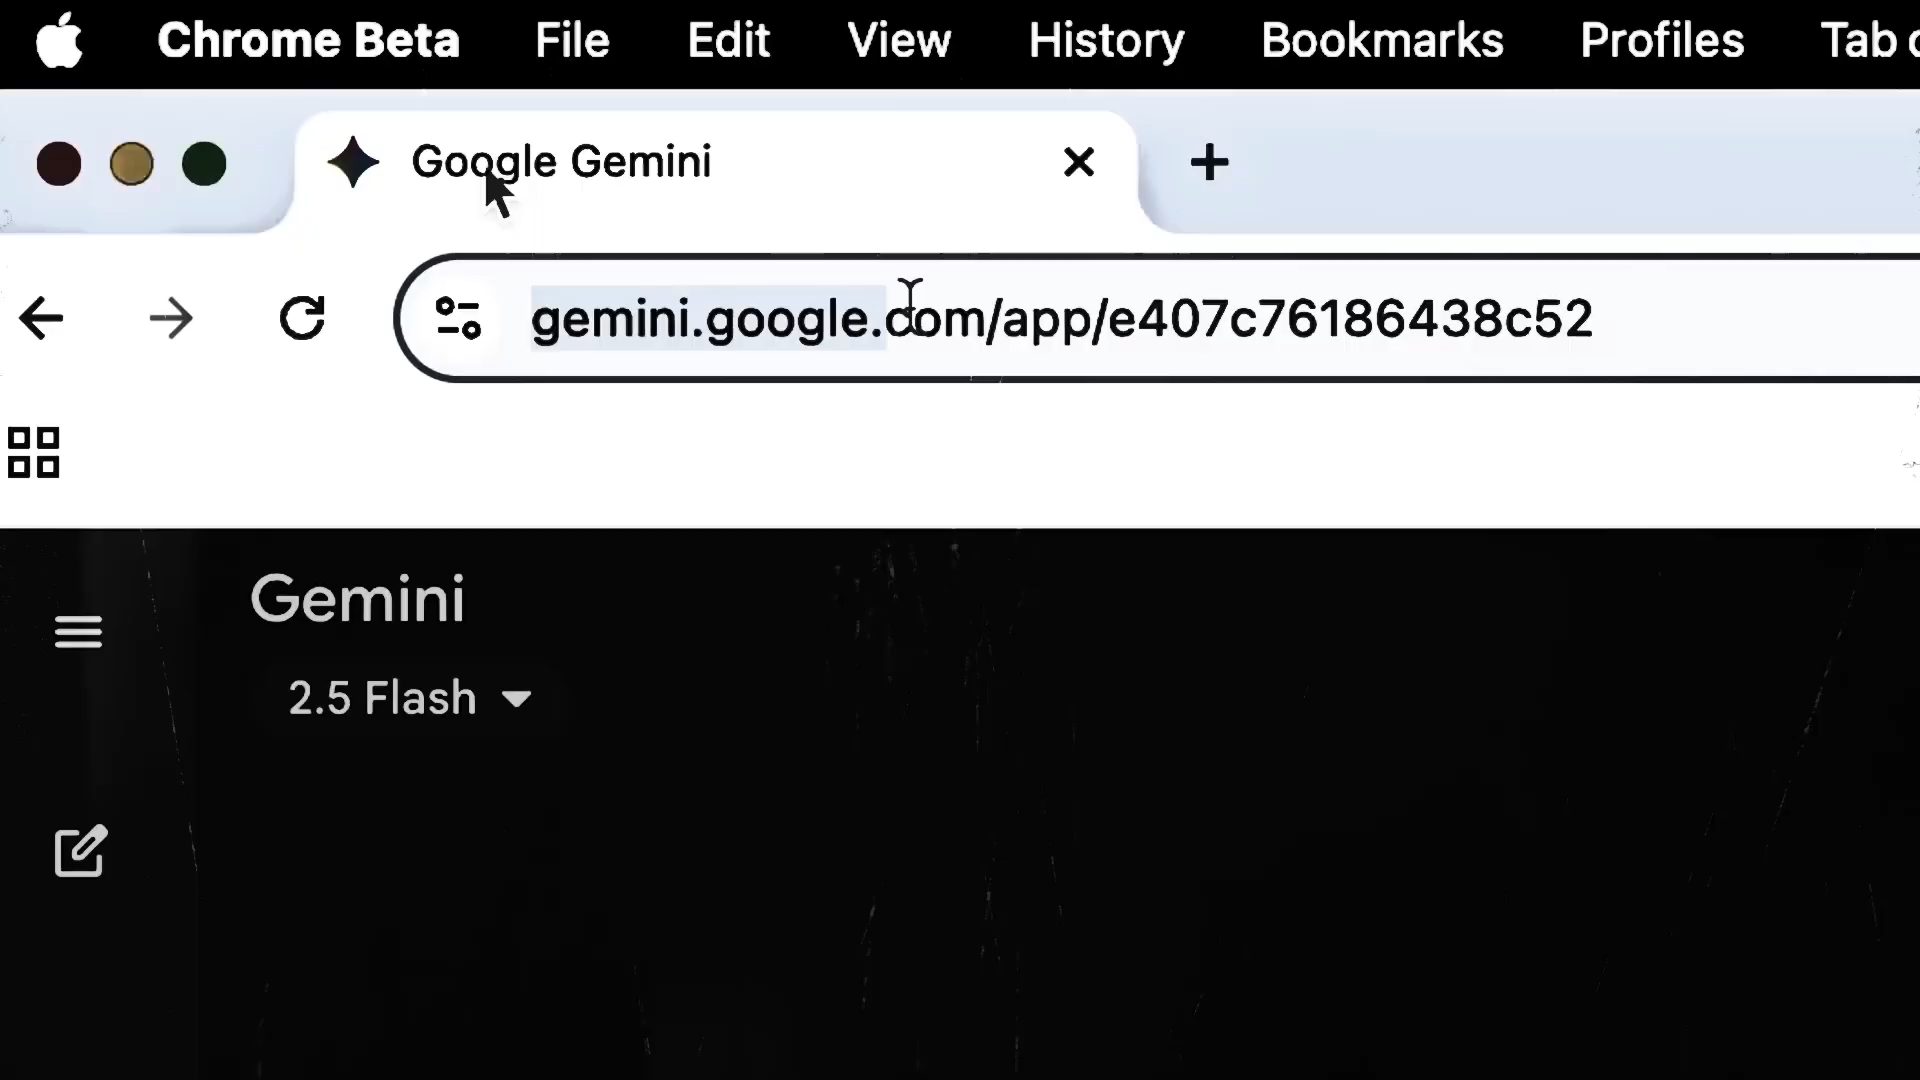 Chrome Beta File Edit View History Bookmarks Profiles Tab
Google Gemini
gemini.google.com/app/e407c76186438c52
Gemini
2.5 Flash